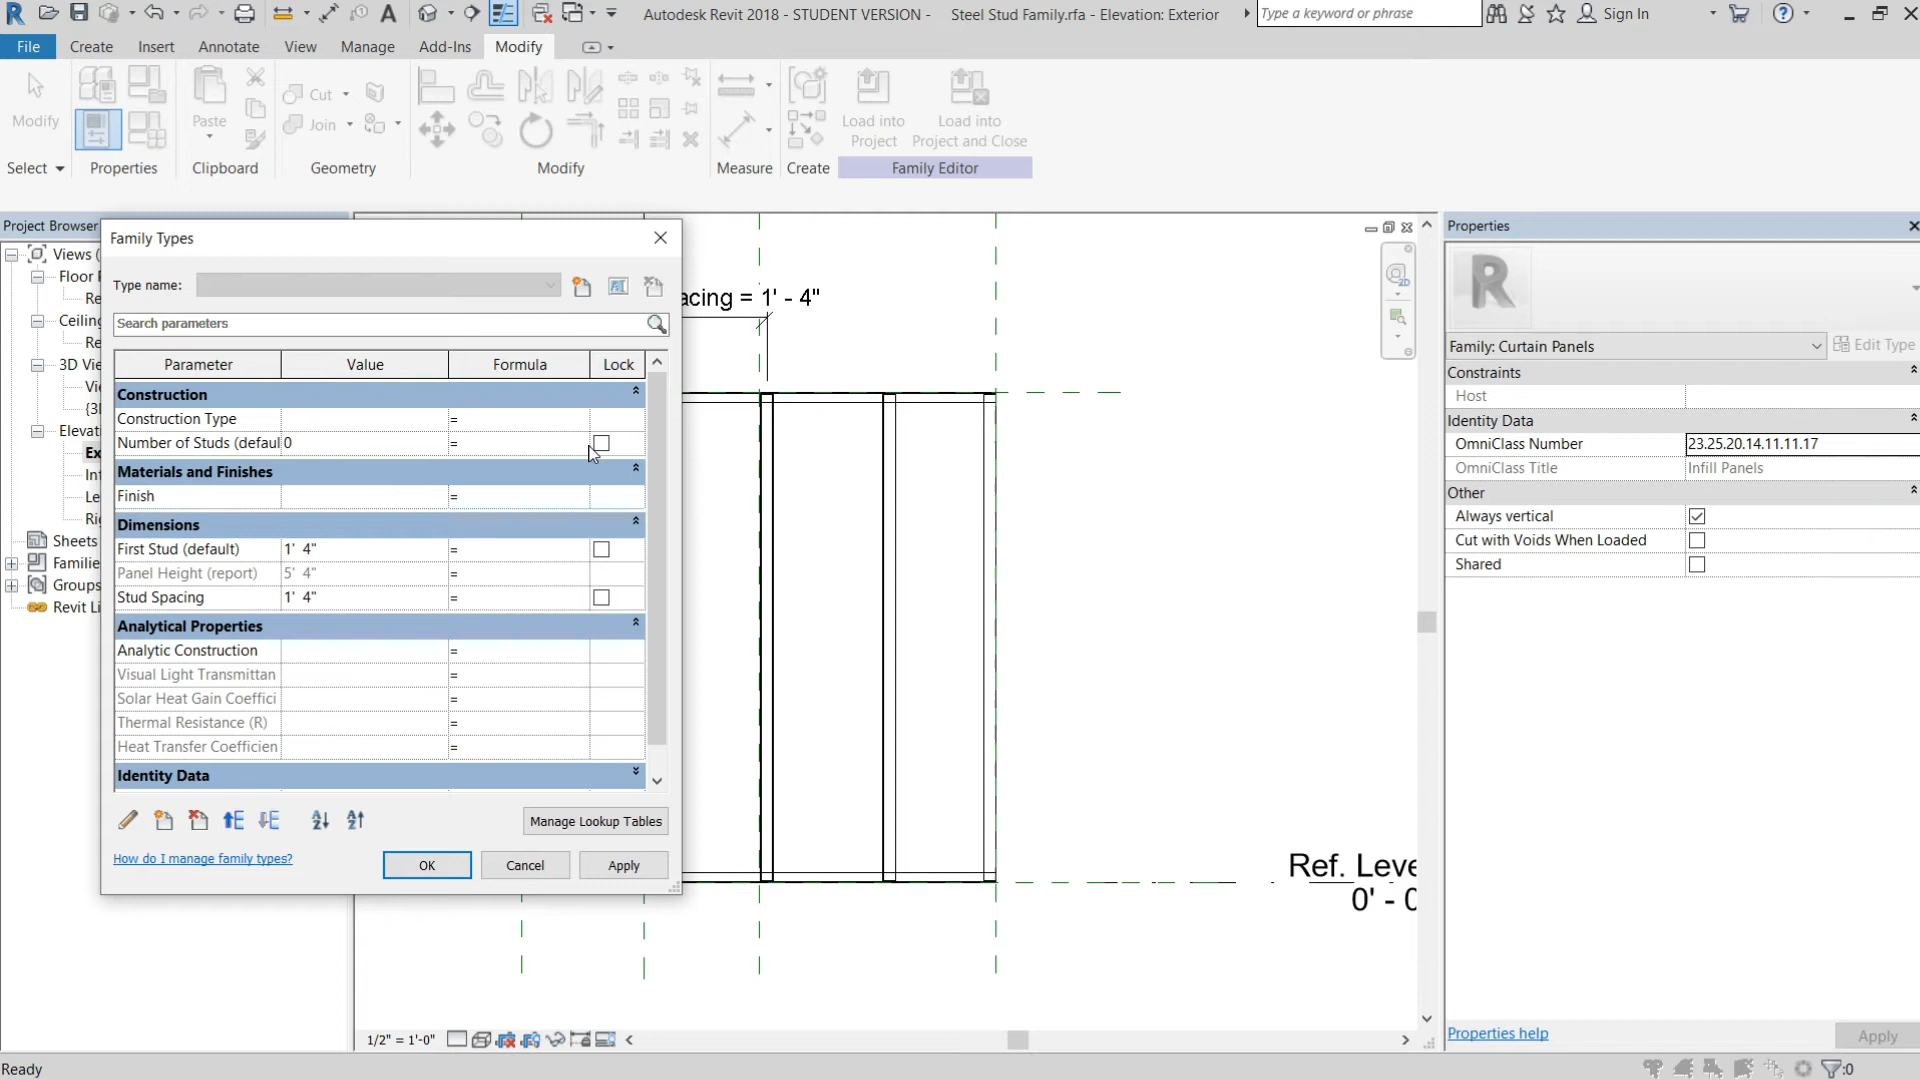 Autodesk Revit 2018 - STUDENT VERSION - Steel Stud Family.rfa - Elevation: Exterior
Type a keyword or phrase
Sign In
File Create Insert Annotate View Manage Add-Ins Modify
Modify
Paste
Cut
Join
Load into Project
Load into Project and Close
Select Properties Clipboard Geometry Modify Measure Create Family Editor
Project Browser
Views (
Floor P
Re
Ceiling
Re
3D Vie
Vie
{3D
Elevati
Ex
Int
Le
Rig
Sheets
Familie
Groups
Revit Li
Family Types
Type name:
Search parameters
Parameter Value Formula Lock
Construction
Construction Type =
Number of Studs (defaul 0 =
Materials and Finishes
Finish =
Dimensions
First Stud (default) 1' 4" =
Panel Height (report) 5' 4" =
Stud Spacing 1' 4" =
Analytical Properties
Analytic Construction =
Visual Light Transmittan =
Solar Heat Gain Coeffici =
Thermal Resistance (R) =
Heat Transfer Coefficien =
Identity Data
Manage Lookup Tables
How do I manage family types?
OK Cancel Apply
acing = 1' - 4"
Ref. Leve
0' - 0
1/2" = 1'-0"
Properties
Family: Curtain Panels
Edit Type
Constraints
Host
Identity Data
OmniClass Number 23.25.20.14.11.11.17
OmniClass Title Infill Panels
Other
Always vertical
Cut with Voids When Loaded
Shared
Properties help
Apply
Ready
:0